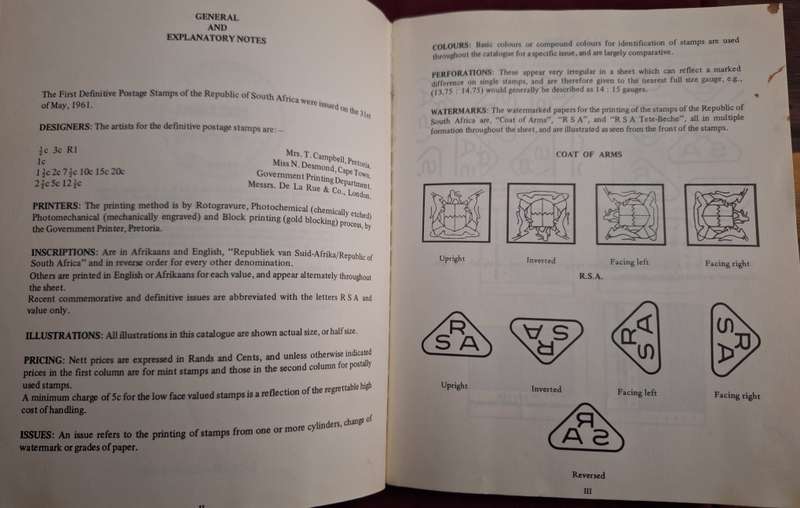 GENERAL
AND
EXPLANATORY NOTES
The First Definitive Postage Stamps of the Republic of South Africa were issued on the 31st
of May, 1961.
DESIGNERS: The artists for the definitive postage stamps are:—
½c 3c R1 Mrs. T. Campbell, Pretoria.
1c Miss N. Desmond, Cape Town.
1½c 2c 7½c 10c 15c 20c Government Printing Department.
2½c 5c 12½c Messrs. De La Rue & Co., London.
PRINTERS: The printing method is by Rotogravure, Photochemical (chemically etched)
Photomechanical (mechanically engraved) and Block printing (gold blocking) process, by
the Government Printer, Pretoria.
INSCRIPTIONS: Are in Afrikaans and English, "Republiek van Suid-Afrika/Republic of
South Africa" and in reverse order for every other denomination.
Others are printed in English or Afrikaans for each value, and appear alternately throughout
the sheet.
Recent commemorative and definitive issues are abbreviated with the letters R S A and
value only.
ILLUSTRATIONS: All illustrations in this catalogue are shown actual size, or half size.
PRICING: Nett prices are expressed in Rands and Cents, and unless otherwise indicated
prices in the first column are for mint stamps and those in the second column for postally
used stamps.
A minimum charge of 5c for the low face valued stamps is a reflection of the regrettable high
cost of handling.
ISSUES: An issue refers to the printing of stamps from one or more cylinders, change of
watermark or grades of paper.
COLOURS: Basic colours or compound colours for identification of stamps are used
throughout the catalogue for a specific issue, and are largely comparative.
PERFORATIONS: These appear very irregular in a sheet which can reflect a marked
difference on single stamps, and are therefore given to the nearest full size gauge, e.g.,
(13.75 : 14.75) would generally be described as 14 : 15 gauges.
WATERMARKS: The watermarked papers for the printing of the stamps of the Republic of
South Africa are, "Coat of Arms", "R S A", and "R S A Tete-Beche", all in multiple
formation throughout the sheet, and are illustrated as seen from the front of the stamps.
COAT OF ARMS
Upright Inverted Facing left Facing right
R.S.A.
RSA RSA RSA RSA
Upright Inverted Facing left Facing right
RSA
Reversed
III